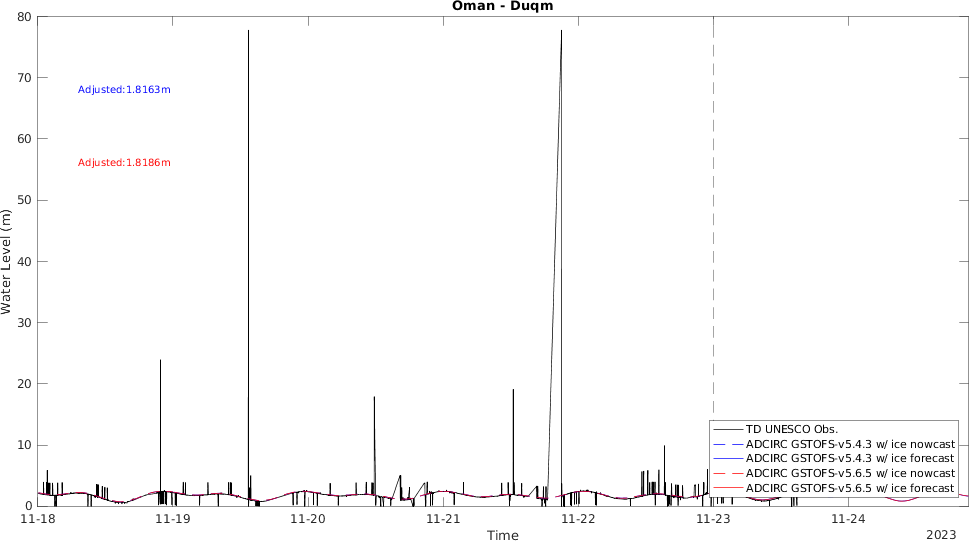 Oman - Duqm
80
70
60
50
40
30
20
10
0
Water Level (m)
Adjusted:1.8163m
Adjusted:1.8186m
TD UNESCO Obs.
ADCIRC GSTOFS-v5.4.3 w/ ice nowcast
ADCIRC GSTOFS-v5.4.3 w/ ice forecast
ADCIRC GSTOFS-v5.6.5 w/ ice nowcast
ADCIRC GSTOFS-v5.6.5 w/ ice forecast
11-18 11-19 11-20 11-21 11-22 11-23 11-24
Time
2023